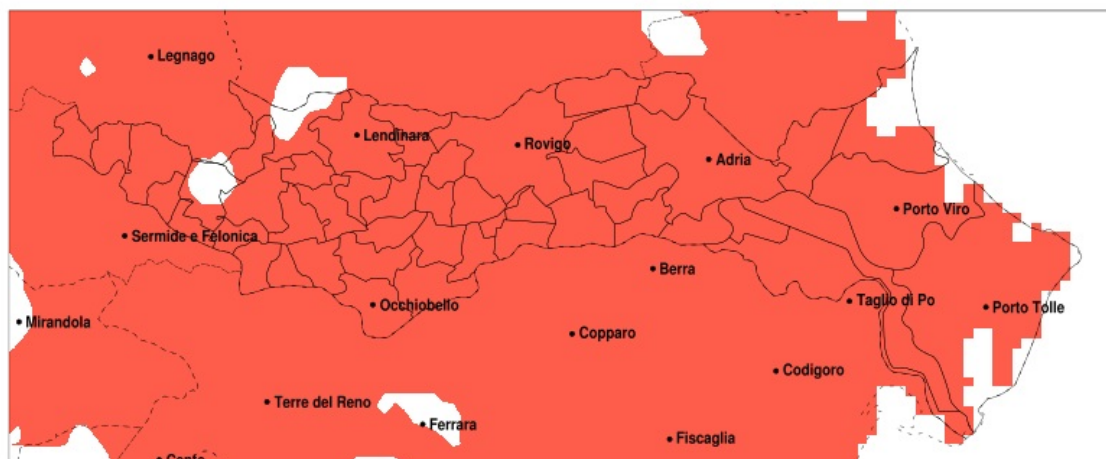 Legnago
Lendinara
Rovigo
Adria
Porto Viro
Sermide e Felonica
Berra
Occhiobello
Taglio di Po
Porto Tolle
Mirandola
Copparo
Codigoro
Terre del Reno
Ferrara
Fiscaglia